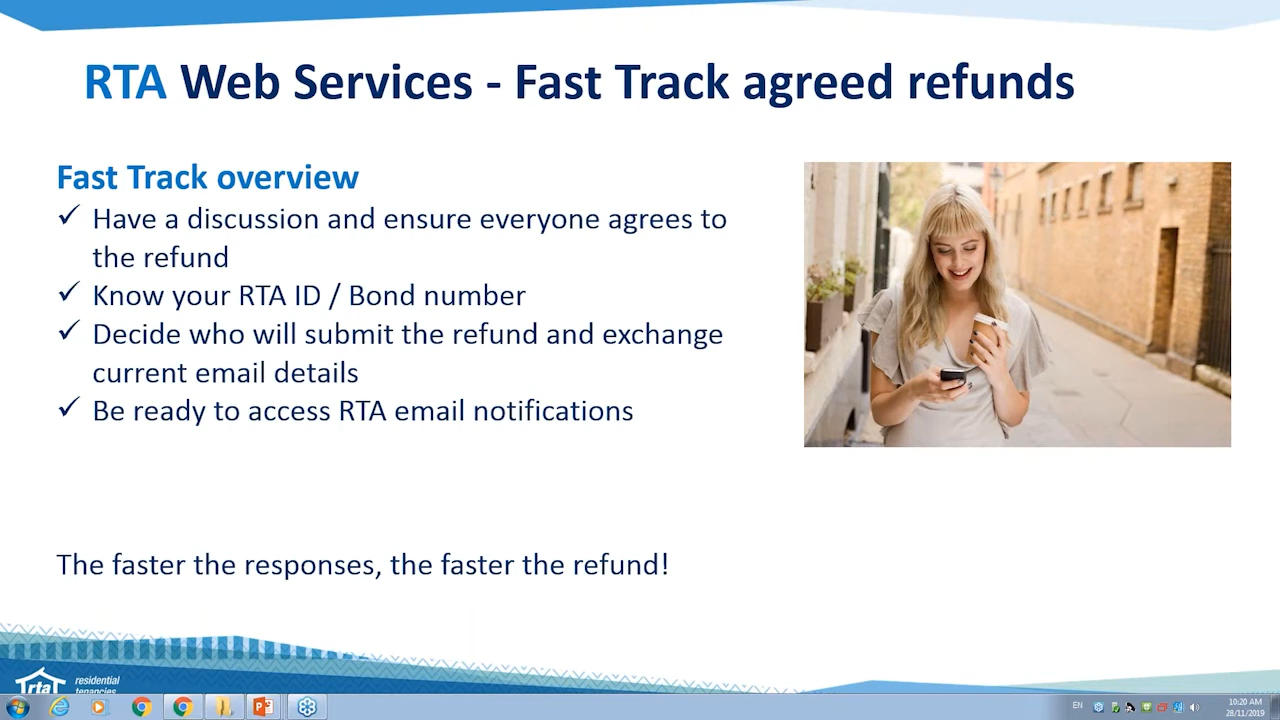 RTA Web Services - Fast Track agreed refunds
Fast Track overview
✓ Have a discussion and ensure everyone agrees to
the refund
✓ Know your RTA ID / Bond number
✓ Decide who will submit the refund and exchange
current email details
✓ Be ready to access RTA email notifications
The faster the responses, the faster the refund!
rta
residential
tenancies
EN
10:20 AM
28/11/2019